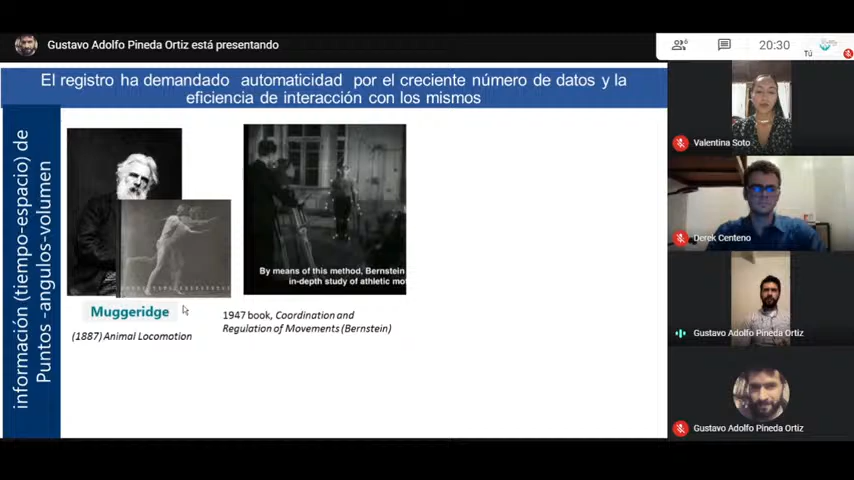 Gustavo Adolfo Pineda Ortiz está presentando
6
20:30
Tú
El registro ha demandado automaticidad por el creciente número de datos y la
eficiencia de interacción con los mismos
información (tiempo-espacio) de
Puntos -angulos-volumen
By means of this method, Bernstein
in-depth study of athletic mo
Muggeridge
(1887) Animal Locomotion
1947 book, Coordination and
Regulation of Movements (Bernstein)
Valentina Soto
Derek Centeno
Gustavo Adolfo Pineda Ortiz
Gustavo Adolfo Pineda Ortiz